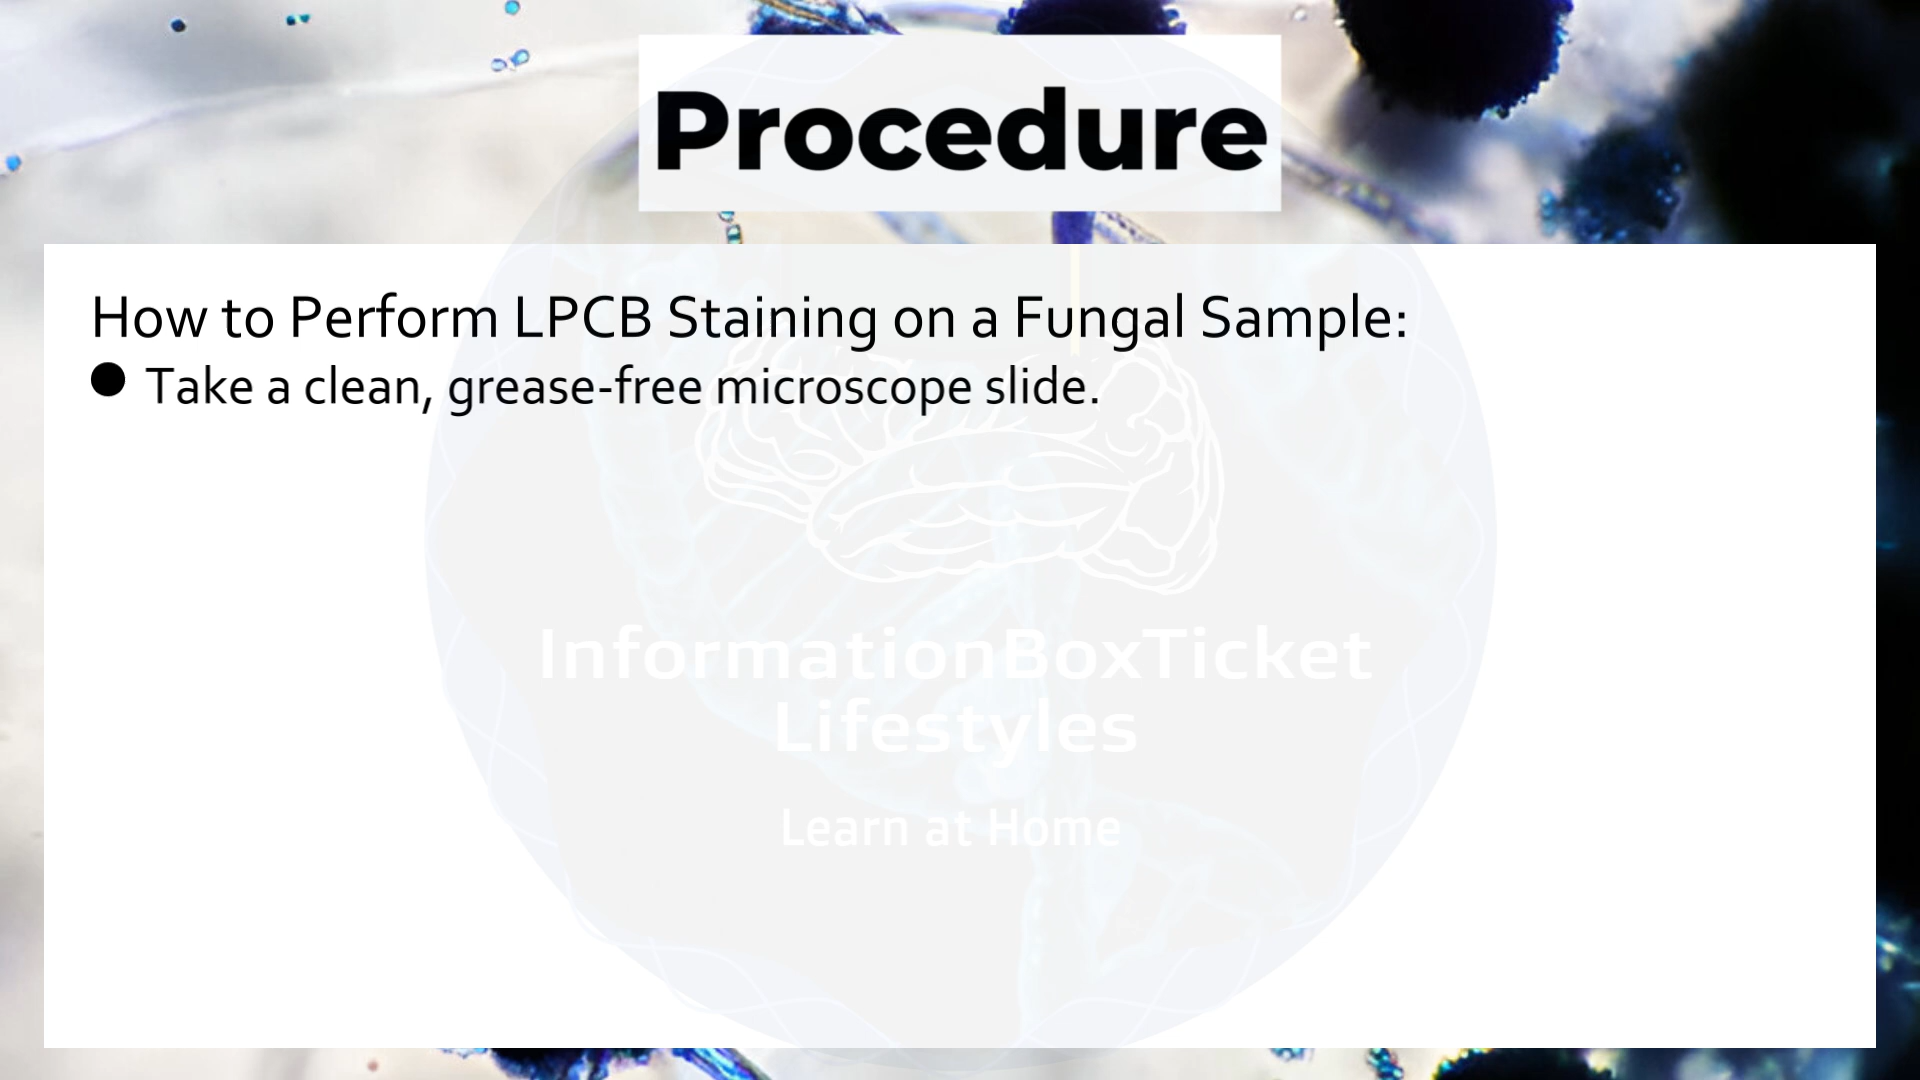 Procedure
How to Perform LPCB Staining on a Fungal Sample:
● Take a clean, grease-free microscope slide.
InformationBoxTicket
Lifestyles
Learn at Home